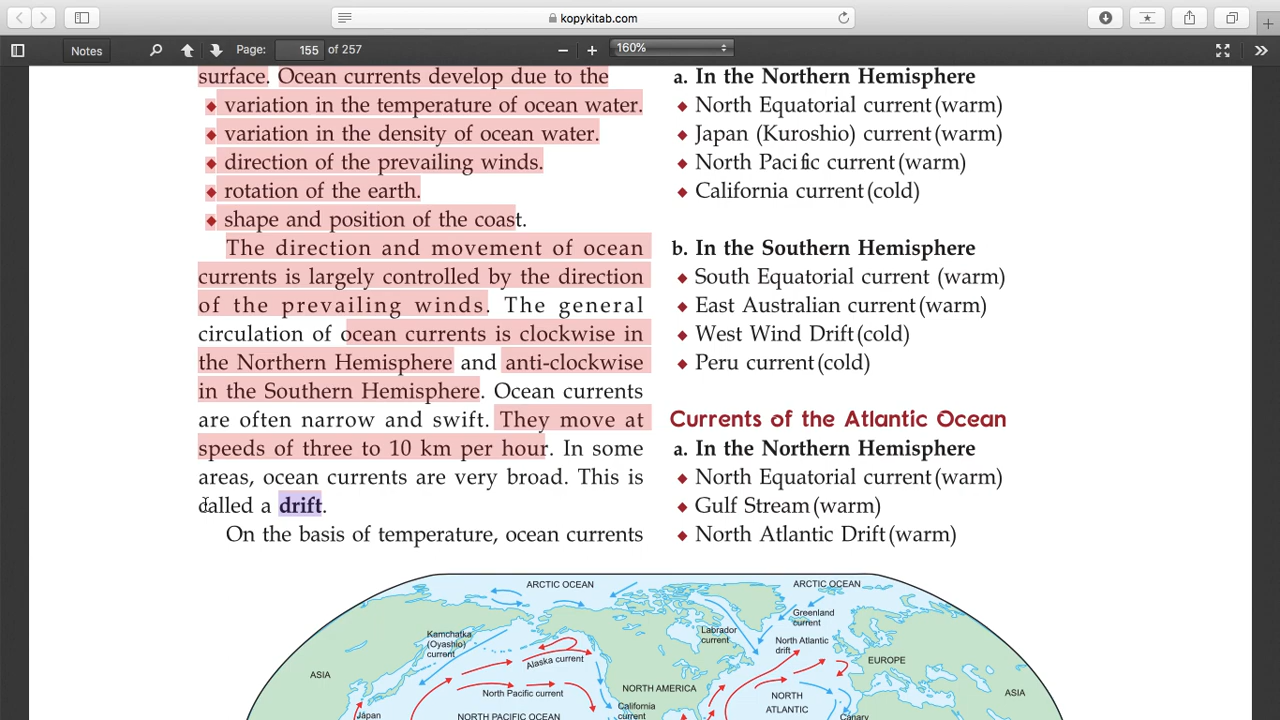 kopykitab.com
Notes
Page:
155
of 257
160%
surface. Ocean currents develop due to the
◆ variation in the temperature of ocean water.
◆ variation in the density of ocean water.
◆ direction of the prevailing winds.
◆ rotation of the earth.
◆ shape and position of the coast.
The direction and movement of ocean
currents is largely controlled by the direction
of the prevailing winds. The general
circulation of ocean currents is clockwise in
the Northern Hemisphere and anti-clockwise
in the Southern Hemisphere. Ocean currents
are often narrow and swift. They move at
speeds of three to 10 km per hour. In some
areas, ocean currents are very broad. This is
called a drift.
On the basis of temperature, ocean currents
a. In the Northern Hemisphere
◆ North Equatorial current (warm)
◆ Japan (Kuroshio) current (warm)
◆ North Pacific current (warm)
◆ California current (cold)
b. In the Southern Hemisphere
◆ South Equatorial current (warm)
◆ East Australian current (warm)
◆ West Wind Drift (cold)
◆ Peru current (cold)
Currents of the Atlantic Ocean
a. In the Northern Hemisphere
◆ North Equatorial current (warm)
◆ Gulf Stream (warm)
◆ North Atlantic Drift (warm)
ARCTIC OCEAN
ARCTIC OCEAN
Greenland
current
Kamchatka
(Oyashio)
current
Labrador
current
North Atlantic
drift
Alaska current
EUROPE
ASIA
NORTH AMERICA
ASIA
North Pacific current
NORTH
ATLANTIC
California
current
Japan
NORTH PACIFIC OCEAN
Canary